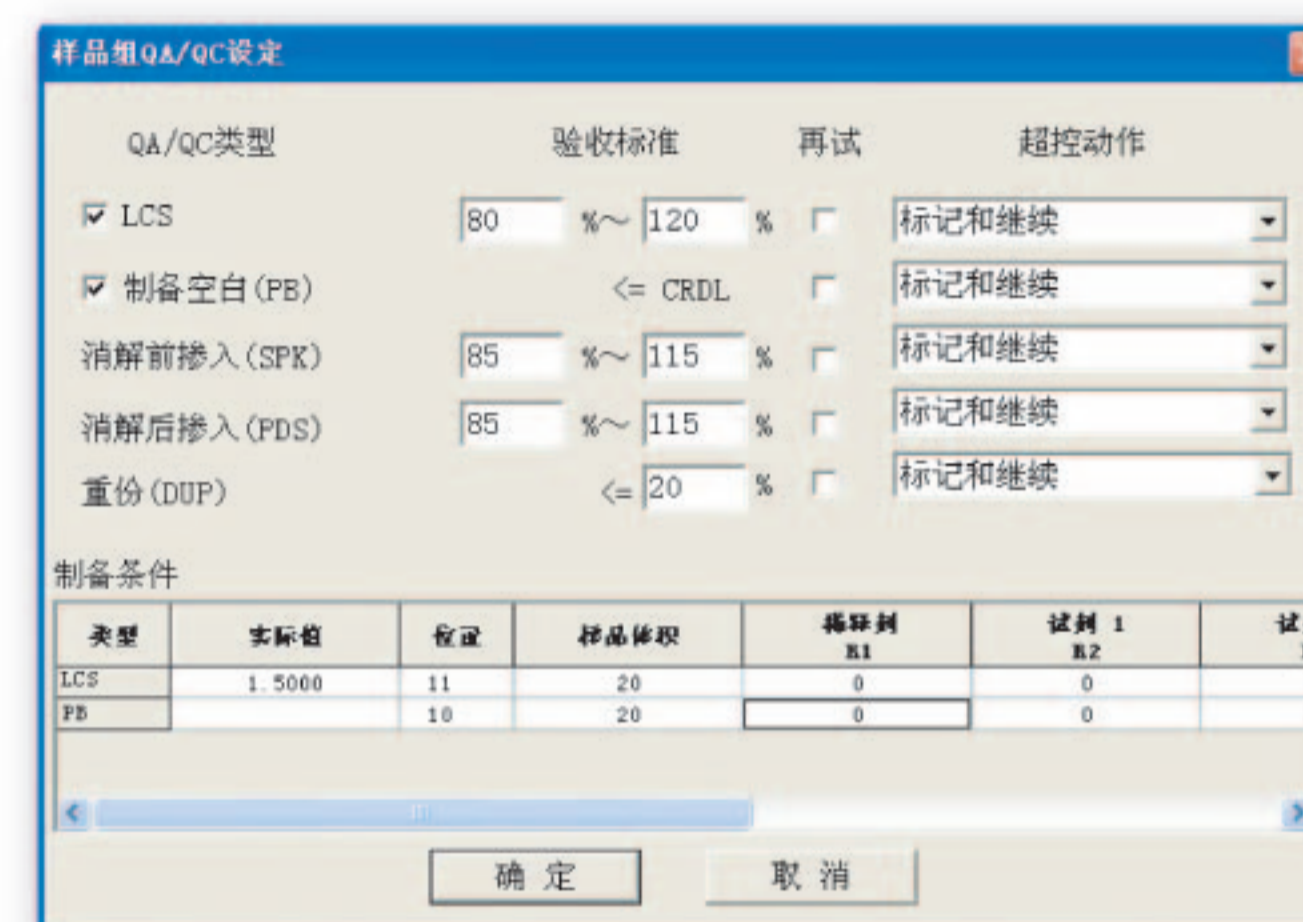 样品组QA/QC设定
QA/QC类型 验收标准 再试 超控动作
LCS 80 %～ 120 % 标记和继续
制备空白(PB) <= CRDL 标记和继续
消解前掺入(SPK) 85 %～ 115 % 标记和继续
消解后掺入(PDS) 85 %～ 115 % 标记和继续
重份(DUP) <= 20 % 标记和继续
制备条件
类型 实际值 位置 样品体积 稀释剂 试剂 1 试
R1 R2
LCS 1.5000 11 20 0 0
PB 10 20 0 0
确 定 取 消